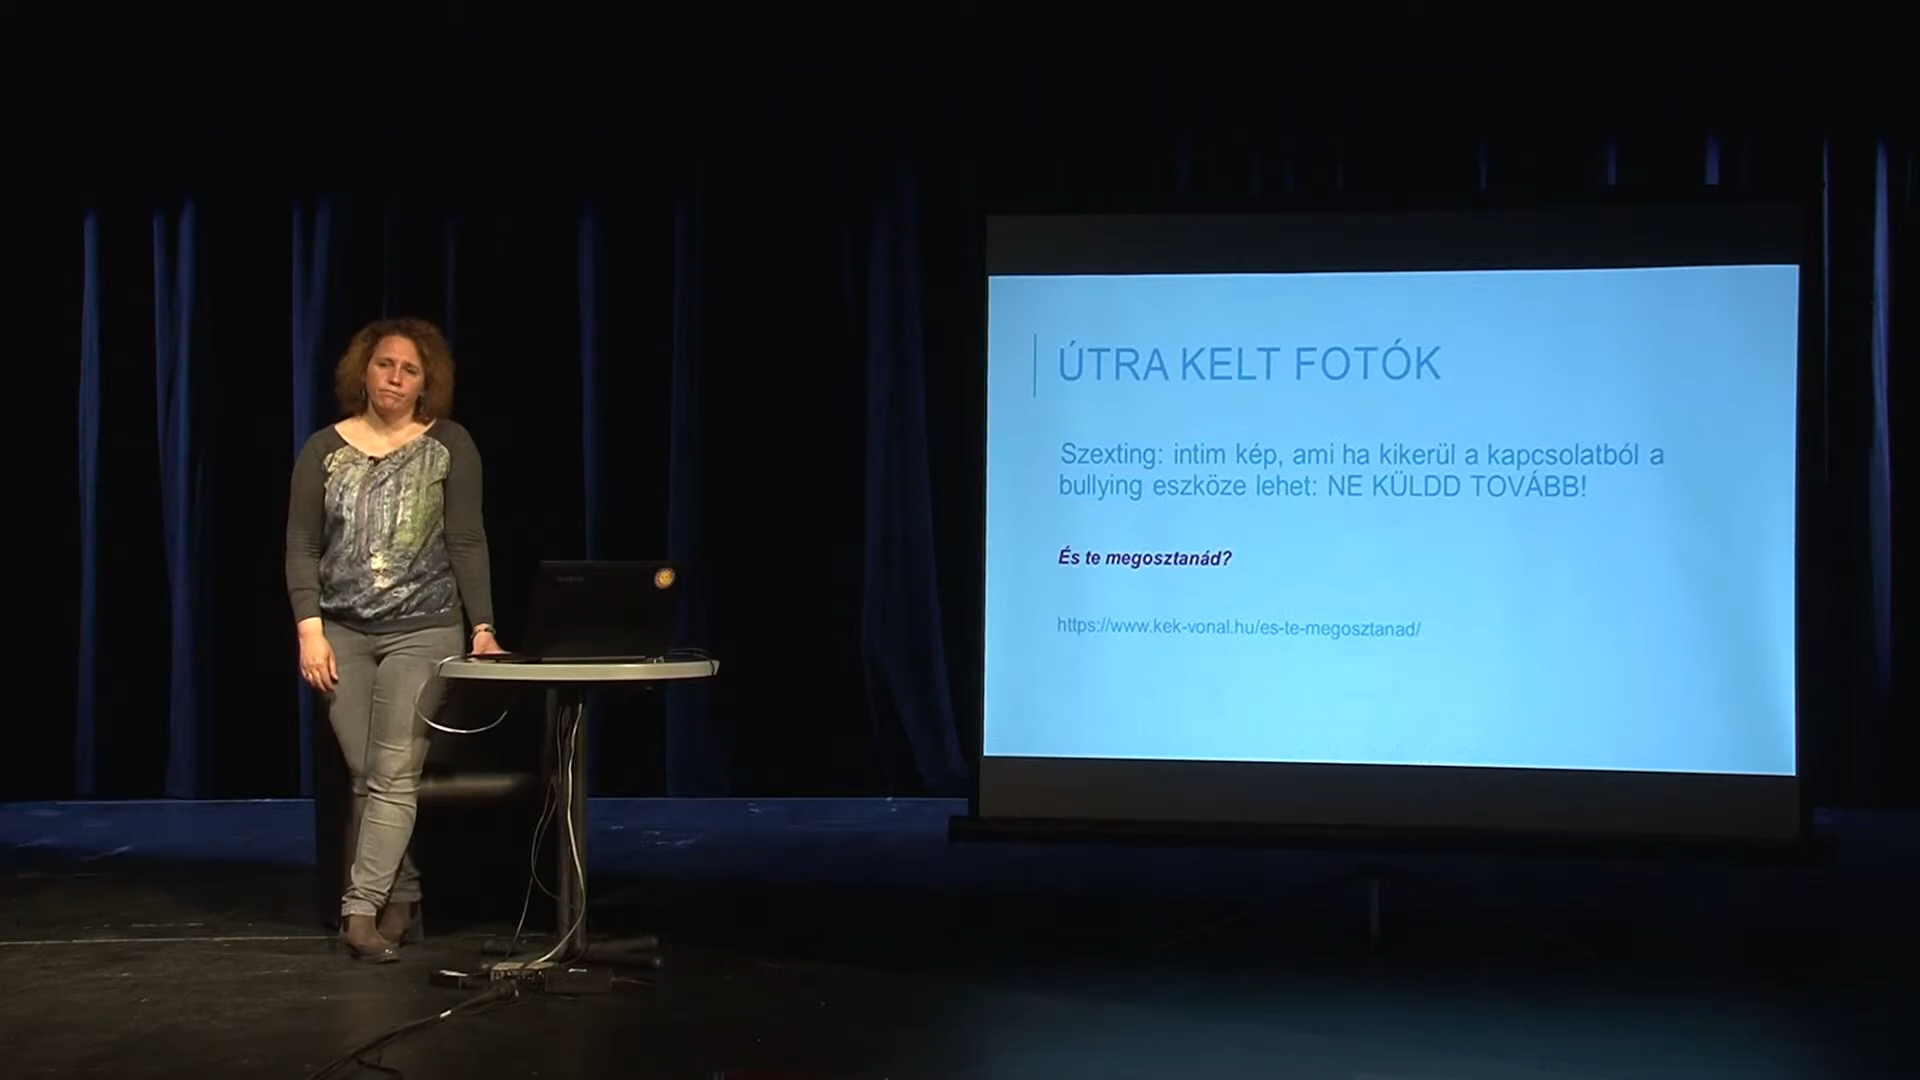 ÚTRA KELT FOTÓK
Szexting: intim kép, ami ha kikerül a kapcsolatból a
bullying eszköze lehet: NE KÜLDD TOVÁBB!
És te megosztanád?
https://www.kek-vonal.hu/es-te-megosztanad/